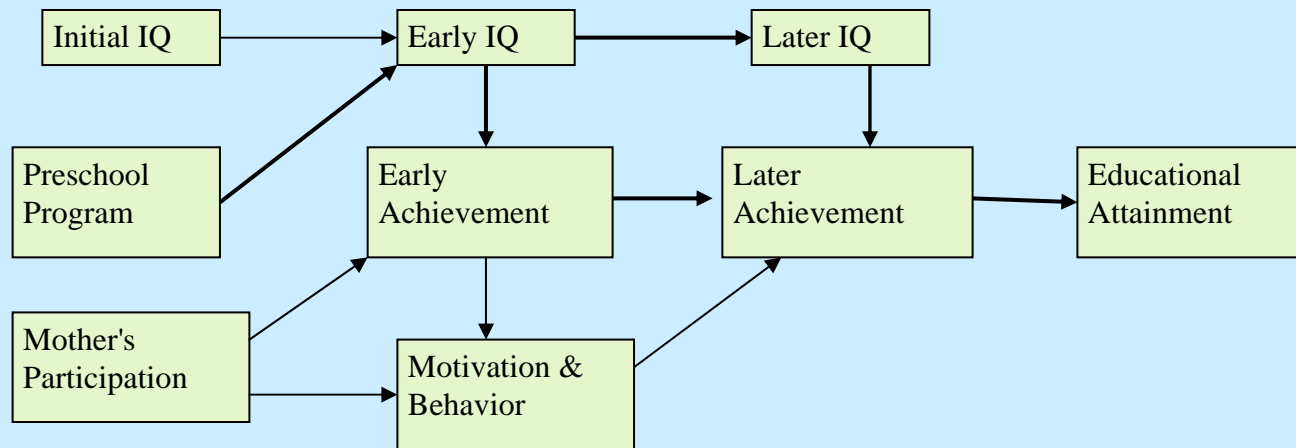 Initial IQ
Early IQ
Later IQ
Preschool
Program
Early
Achievement
Later
Achievement
Educational
Attainment
Mother's
Participation
Motivation &
Behavior